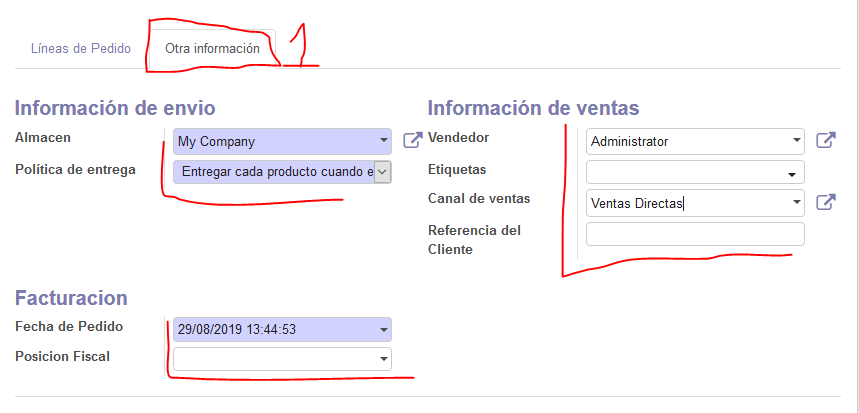 Líneas de Pedido
Otra información
1
Información de envio
Almacen
My Company
Política de entrega
Entregar cada producto cuando e
Información de ventas
Vendedor
Administrator
Etiquetas
Canal de ventas
Ventas Directas
Referencia del
Cliente
Facturacion
Fecha de Pedido
29/08/2019 13:44:53
Posicion Fiscal